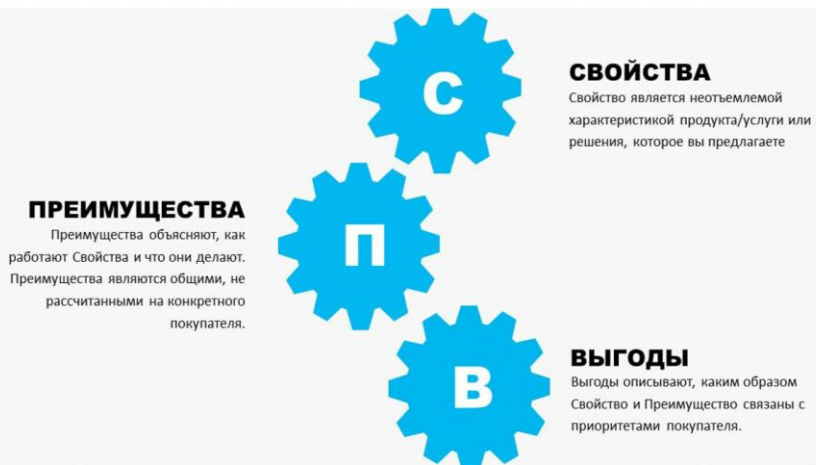 С
СВОЙСТВА
Свойство является неотъемлемой
характеристикой продукта/услуги или
решения, которое вы предлагаете
ПРЕИМУЩЕСТВА
Преимущества объясняют, как
работают Свойства и что они делают.
Преимущества являются общими, не
рассчитанными на конкретного
покупателя.
П
В
ВЫГОДЫ
Выгоды описывают, каким образом
Свойство и Преимущество связаны с
приоритетами покупателя.